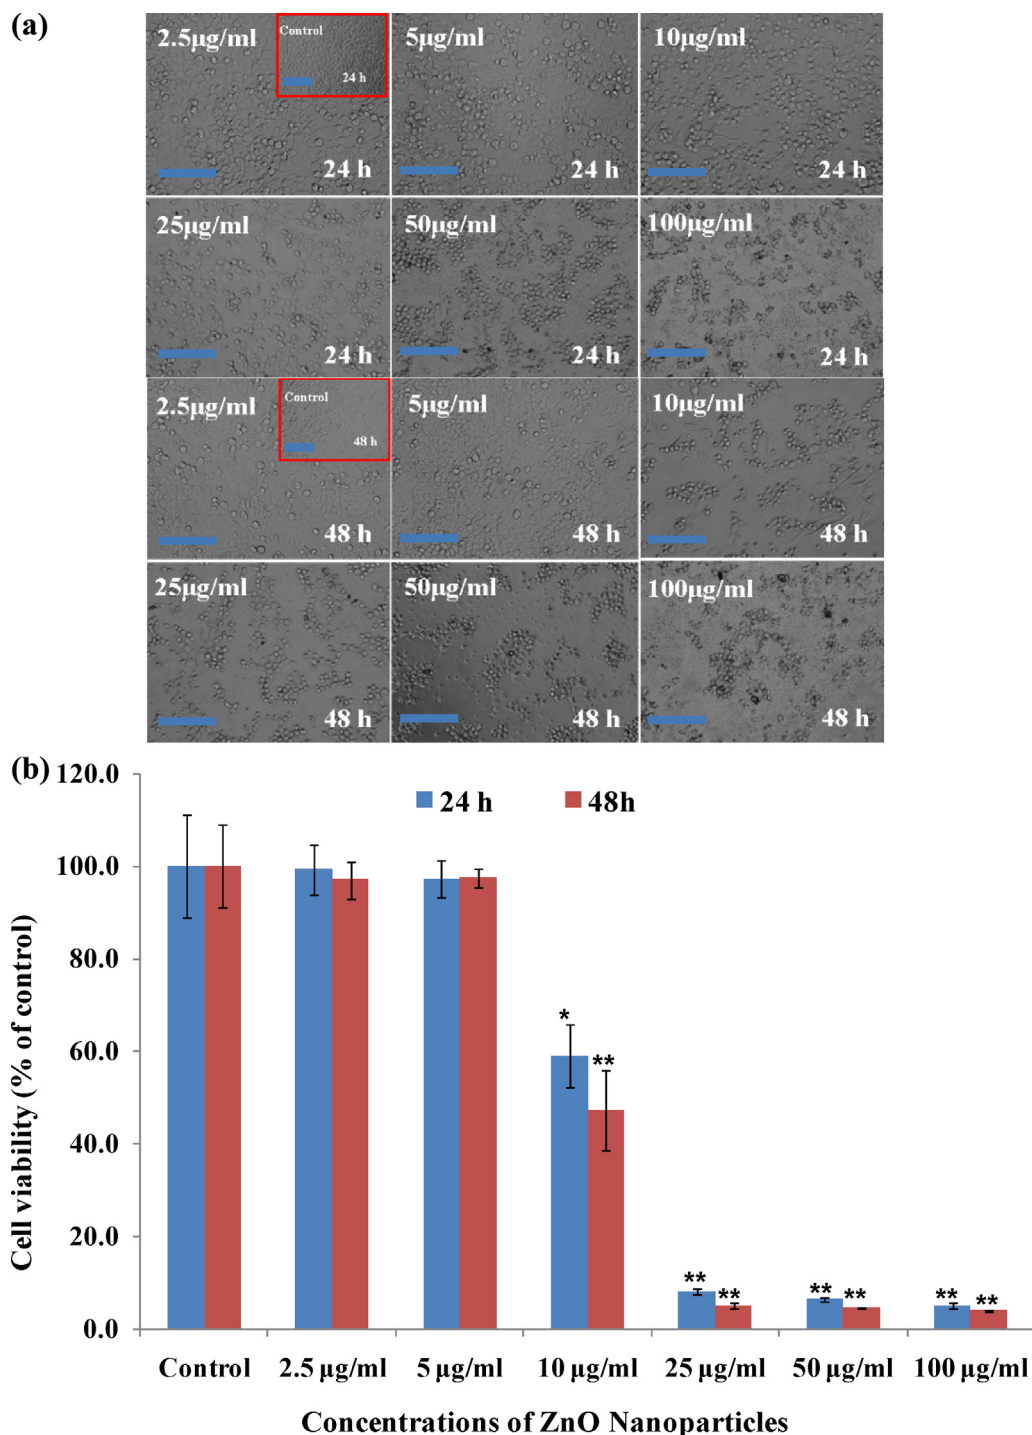 (a)
2.5μg/ml Control 24 h 24 h
5μg/ml 24 h
10μg/ml 24 h
25μg/ml 24 h
50μg/ml 24 h
100μg/ml 24 h
2.5μg/ml Control 48 h 48 h
5μg/ml 48 h
10μg/ml 48 h
25μg/ml 48 h
50μg/ml 48 h
100μg/ml 48 h
(b)
24 h 48h
120.0
100.0
80.0
60.0
40.0
20.0
0.0
Cell viability (% of control)
* **
** **
** **
** **
Control 2.5 μg/ml 5 μg/ml 10 μg/ml 25 μg/ml 50 μg/ml 100 μg/ml
Concentrations of ZnO Nanoparticles